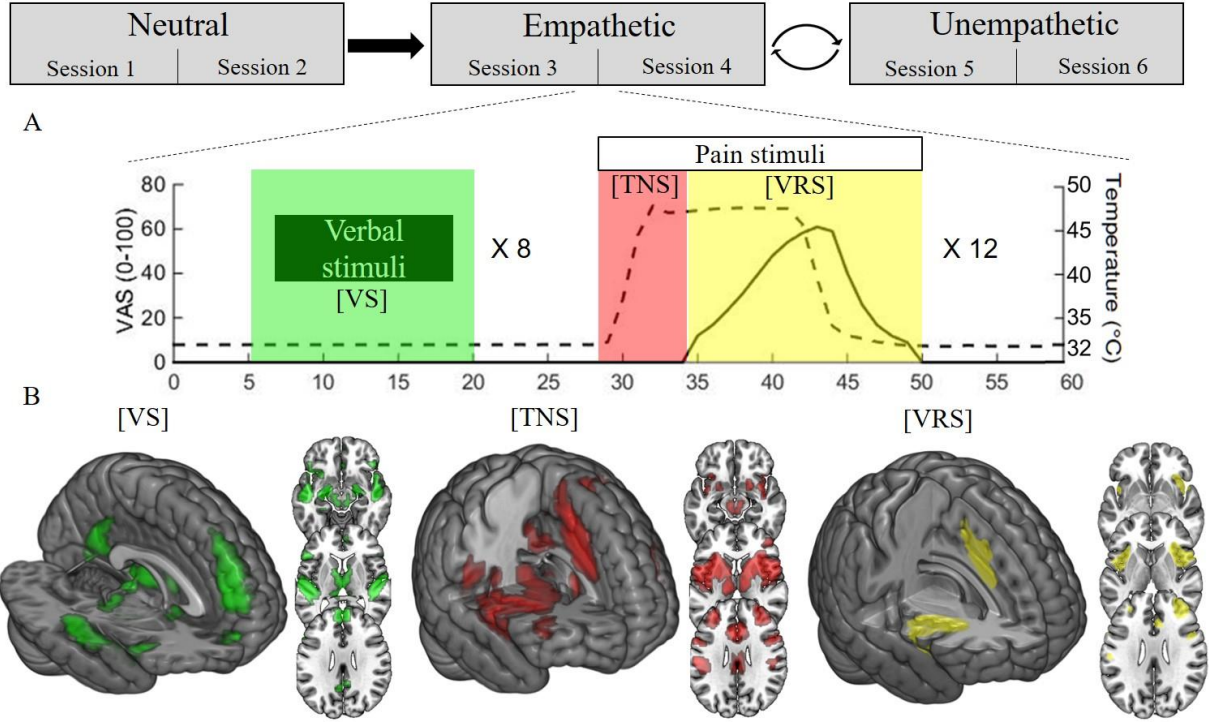 Neutral
Session 1
Session 2
Empathetic
Session 3
Session 4
Unempathetic
Session 5
Session 6
A
Pain stimuli
[TNS]
[VRS]
VAS (0-100)
80
60
40
20
0
Verbal
stimuli
[VS]
X 8
X 12
50
45
40
35
32
Temperature (°C)
0
5
10
15
20
25
30
35
40
45
50
55
60
B
[VS]
[TNS]
[VRS]